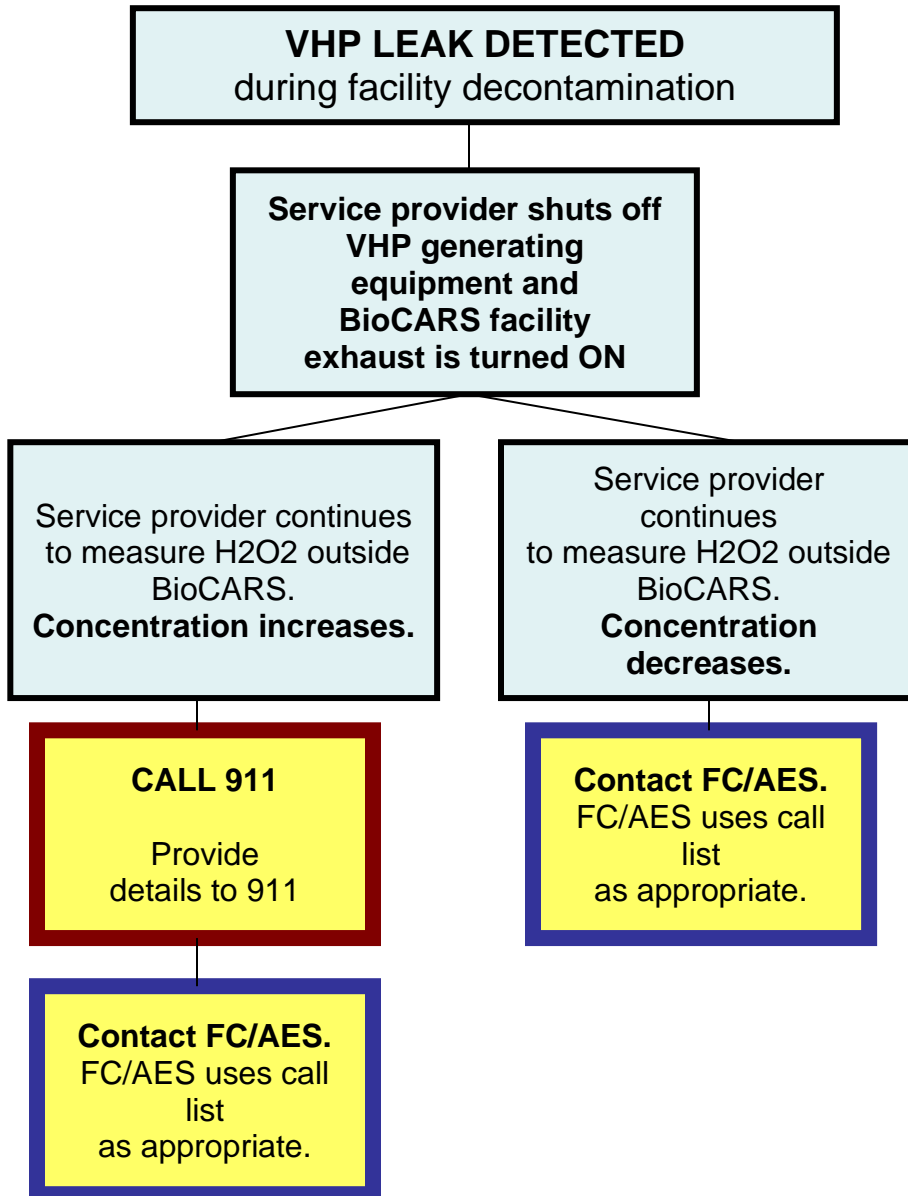 VHP LEAK DETECTED
during facility decontamination
Service provider shuts off
VHP generating
equipment and
BioCARS facility
exhaust is turned ON
Service provider continues
to measure H2O2 outside
BioCARS.
Concentration increases.
Service provider
continues
to measure H2O2 outside
BioCARS.
Concentration
decreases.
CALL 911
Provide
details to 911
Contact FC/AES.
FC/AES uses call
list
as appropriate.
Contact FC/AES.
FC/AES uses call
list
as appropriate.